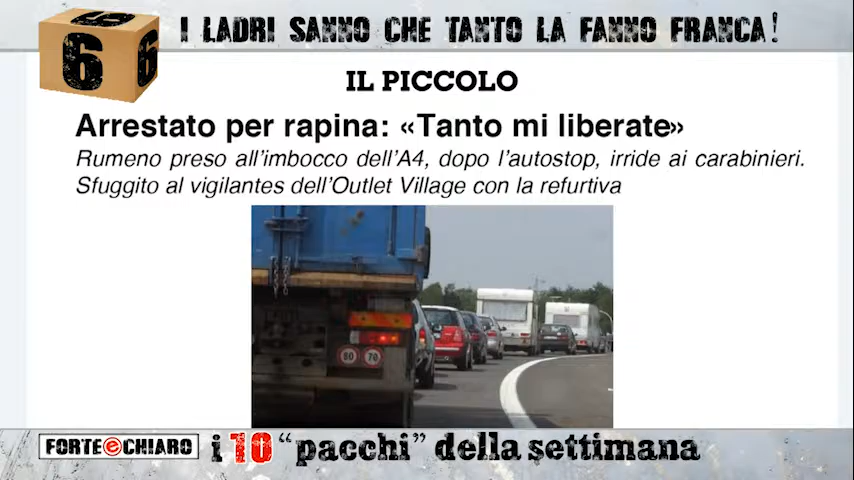 6 6 6
I LADRI SANNO CHE TANTO LA FANNO FRANCA!
IL PICCOLO
Arrestato per rapina: «Tanto mi liberate»
Rumeno preso all'imbocco dell'A4, dopo l'autostop, irride ai carabinieri.
Sfuggito al vigilantes dell'Outlet Village con la refurtiva
80 70
FORTE e CHIARO
i 10 “pacchi” della settimana